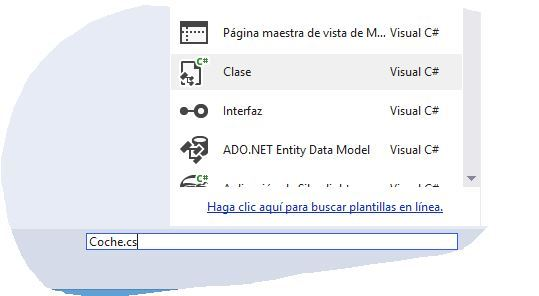 Página maestra de vista de M... Visual C#
C#
Clase Visual C#
Interfaz Visual C#
ADO.NET Entity Data Model Visual C#
C#
Haga clic aquí para buscar plantillas en línea.
Coche.cs